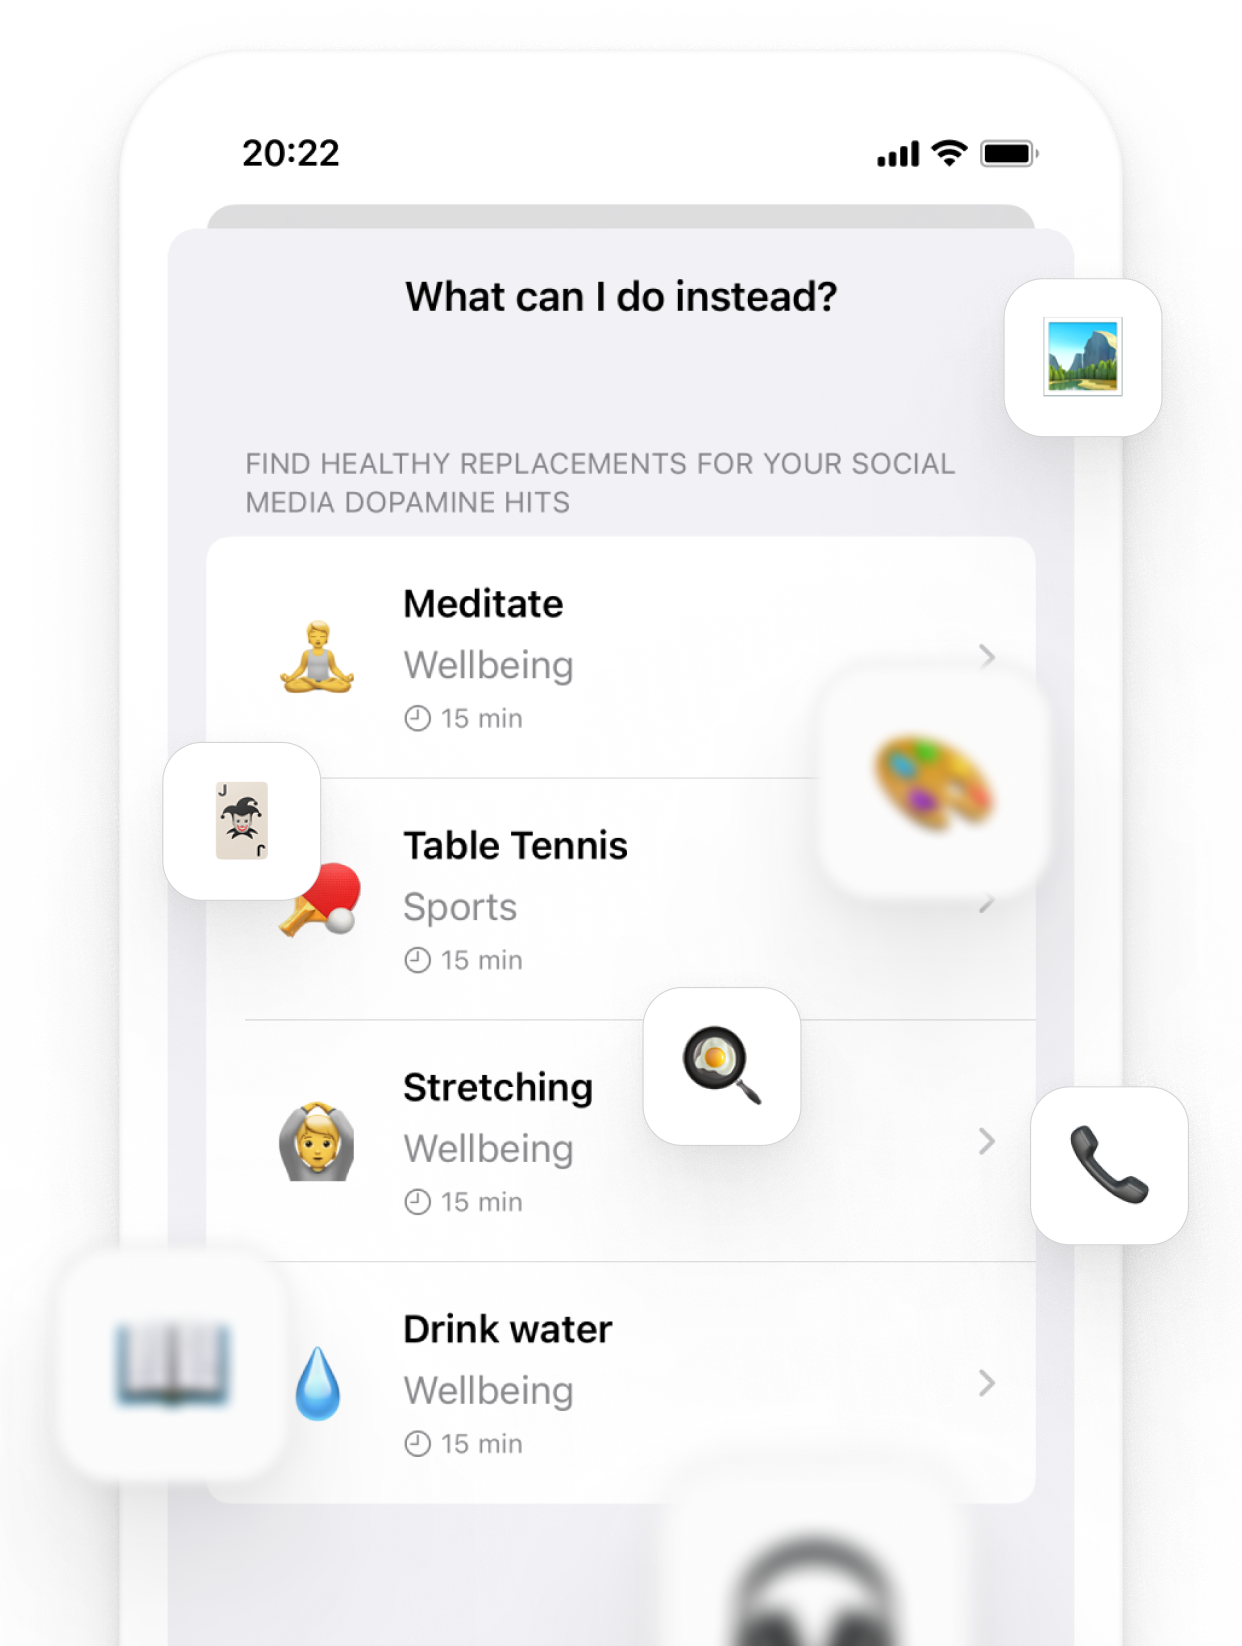 20:22
What can I do instead?
FIND HEALTHY REPLACEMENTS FOR YOUR SOCIAL
MEDIA DOPAMINE HITS
Meditate
Wellbeing
15 min
J
J
Table Tennis
Sports
15 min
Stretching
Wellbeing
15 min
Drink water
Wellbeing
15 min